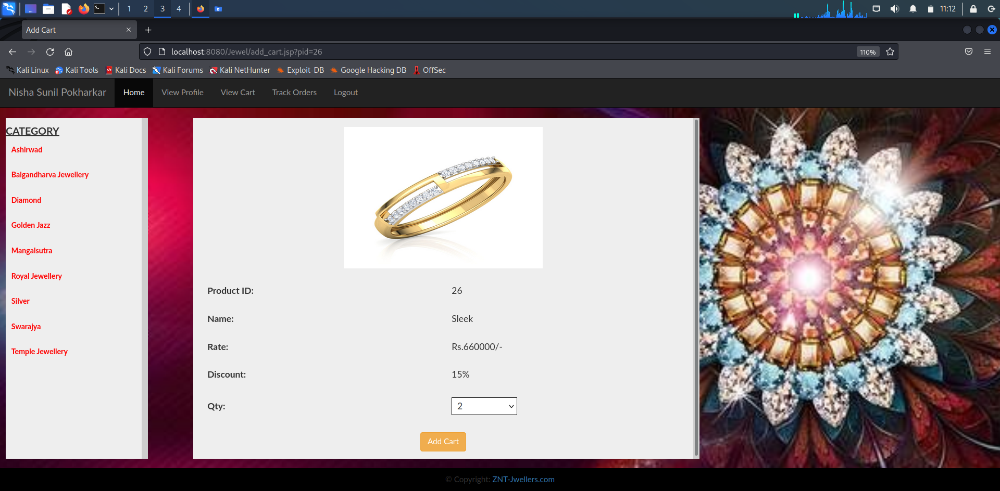 1 2 3 4 11:12
Add Cart
localhost:8080/Jewel/add_cart.jsp?pid=26 110%
Kali Linux Kali Tools Kali Docs Kali Forums Kali NetHunter Exploit-DB Google Hacking DB OffSec
Nisha Sunil Pokharkar Home View Profile View Cart Track Orders Logout
CATEGORY
Ashirwad
Balgandharva Jewellery
Diamond
Golden Jazz
Mangalsutra
Royal Jewellery
Silver
Swarajya
Temple Jewellery
Product ID: 26
Name: Sleek
Rate: Rs.660000/-
Discount: 15%
Qty: 2
Add Cart
© Copyright: ZNT-Jwellers.com